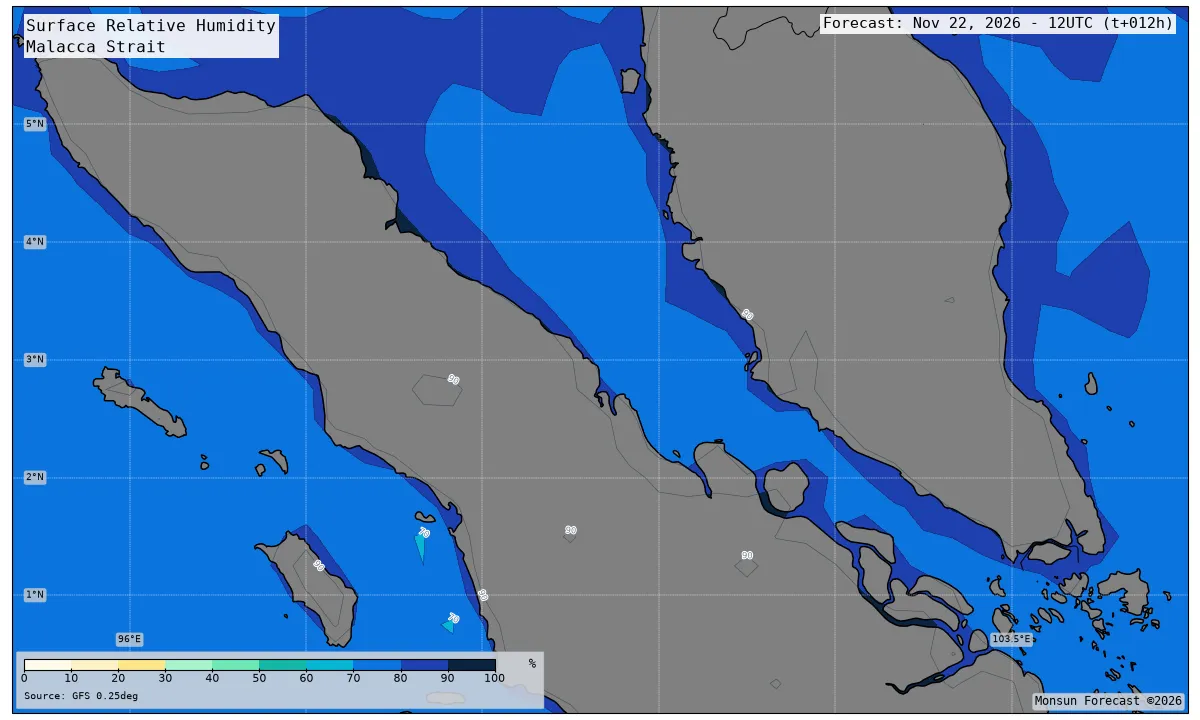 Surface Relative Humidity
Malacca Strait
Forecast: Nov 22, 2026 - 12UTC (t+012h)
5°N
4°N
90
3°N
90
2°N
70
90
90
90
1°N
90
70
96°E
103.5°E
%
0 10 20 30 40 50 60 70 80 90 100
Source: GFS 0.25deg
Monsun Forecast ©2026